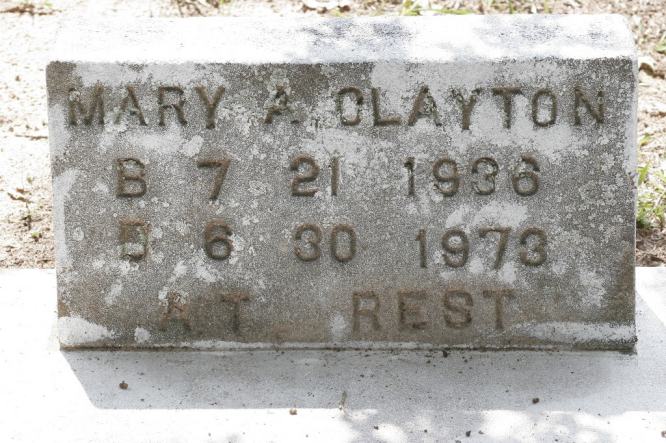 MARY A. CLAYTON
B 7 21 1936
D 6 30 1973
AT REST